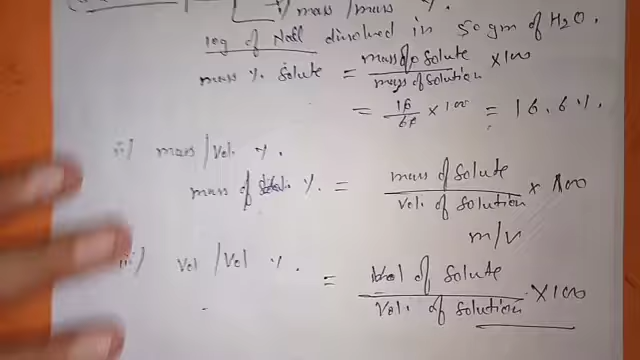 i) mass / mass %.
10g of NaCl dissolved in 50 gm of H2O.
mass % solute = mass of solute / mass of solution × 100
= 10/60 × 100 = 16.6%.
ii) mass / Vol. %.
mass of % = mass of solute / Vol. of solution × 100
m/v
iii) Vol / Vol %. = Vol of solute / Vol. of solution × 100